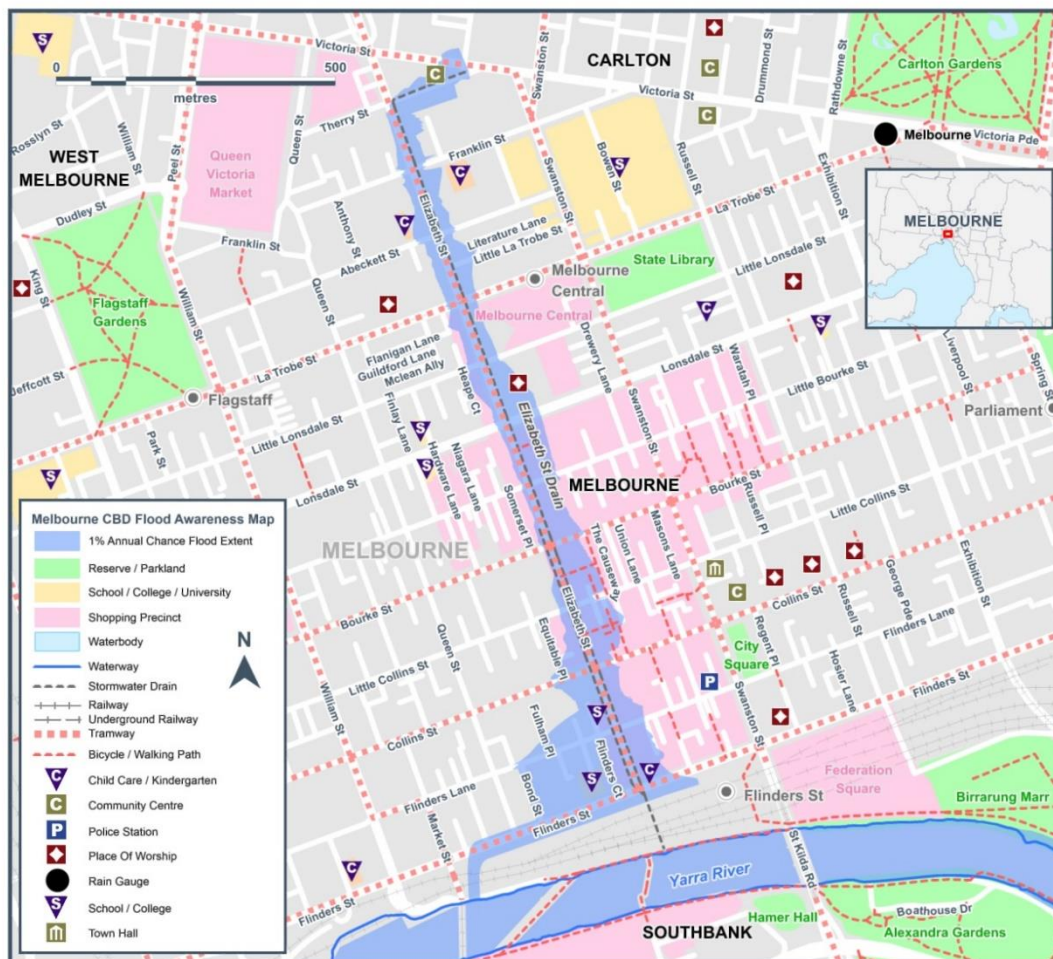 Victoria St
CARLTON
Swanston St
Drummond St
Rathdowne St
Carlton Gardens
0
500
metres
Victoria St
Melbourne
Victoria Pde
Rosslyn St
William St
Peel St
Queen St
Therry St
WEST
MELBOURNE
Queen
Victoria
Market
Franklin St
Bowen St
Russell St
Exhibition St
Swanston St
Elizabeth St
La Trobe St
MELBOURNE
Dudley St
Anthony St
Franklin St
Literature Lane
Little La Trobe St
Abeckett St
State Library
Little Lonsdale St
King St
Flagstaff
Gardens
William St
Queen St
Melbourne
Central
Melbourne Central
Jeffcott St
La Trobe St
Flanigan Lane
Guildford Lane
Mclean Ally
Heape Ct
Drewery Lane
Lonsdale St
Waratah Pl
Little Bourke St
Liverpool St
Spring St
Flagstaff
Parliament
Park St
Little Lonsdale St
Finlay Lane
Hardware Lane
Niagara Lane
Somerset Pl
Elizabeth St Drain
Swanston St
Lonsdale St
MELBOURNE
Bourke St
Russell Pl
Little Collins St
MELBOURNE
The Causeway
Union Lane
Masons Lane
Exhibition St
Bourke St
Queen St
Equitable Pl
Elizabeth St
Collins St
Russell St
George Pde
Flinders Lane
Little Collins St
City
Square
Regent Pl
Hosier Lane
Flinders St
William St
Collins St
Fulham Pl
Flinders Ct
Swanston St
Flinders Lane
Bond St
Market St
Flinders St
Flinders St
Federation
Square
Birrarung Marr
Flinders St
Yarra River
St Kilda Rd
Hamer Hall
Boathouse Dr
Alexandra Gardens
SOUTHBANK
Melbourne CBD Flood Awareness Map
1% Annual Chance Flood Extent
Reserve / Parkland
School / College / University
Shopping Precinct
Waterbody
Waterway
Stormwater Drain
Railway
Underground Railway
Tramway
Bicycle / Walking Path
C Child Care / Kindergarten
C Community Centre
P Police Station
Place Of Worship
Rain Gauge
S School / College
Town Hall
N